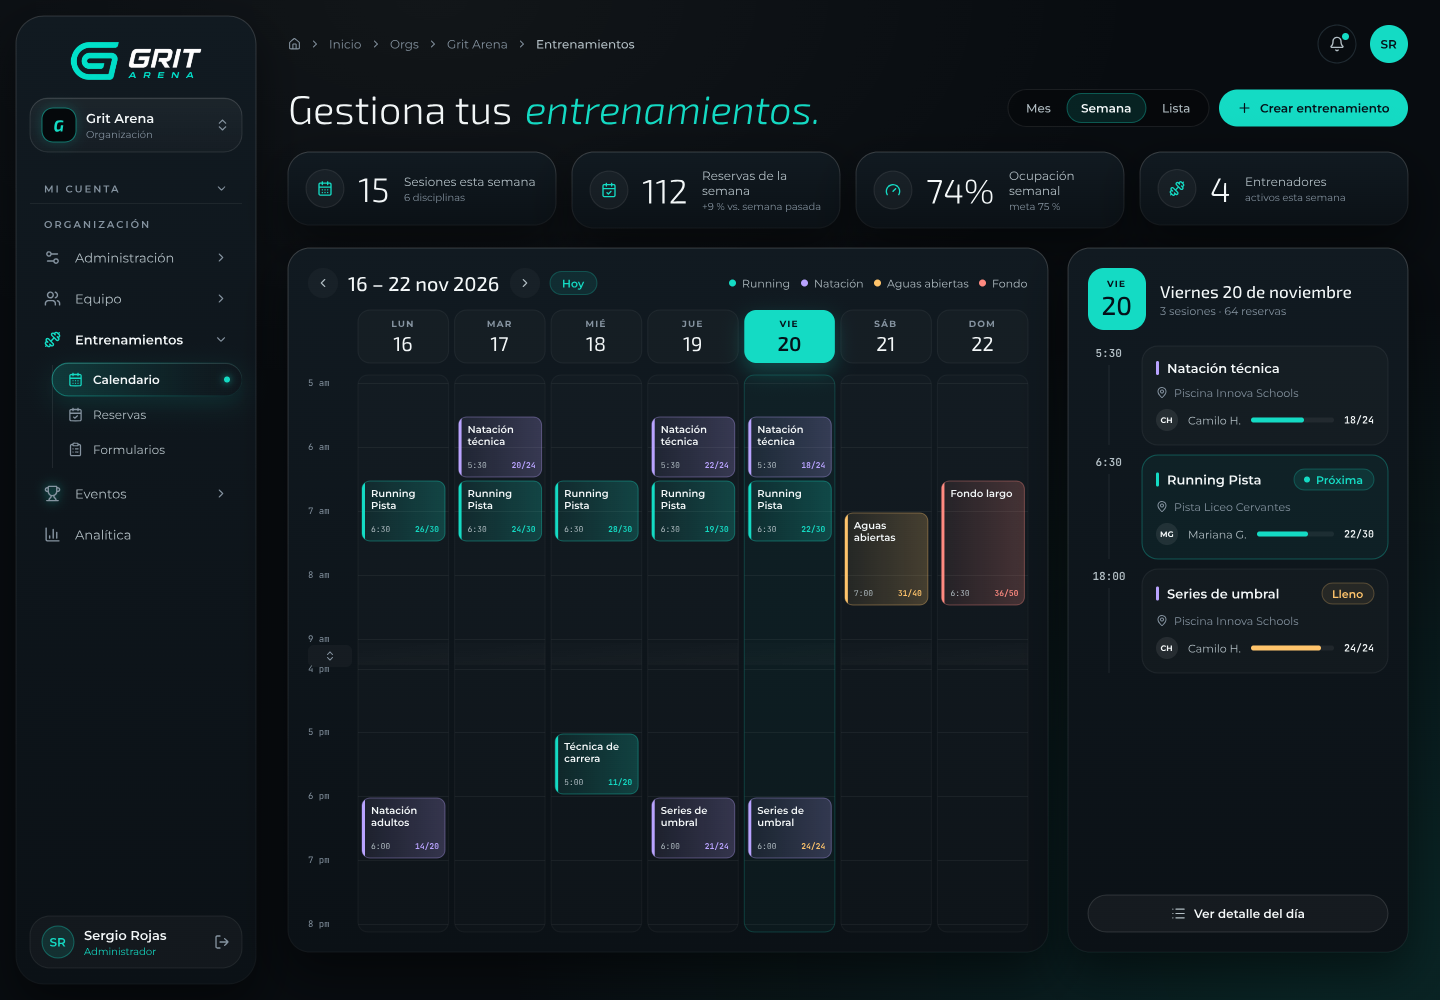 GRIT
ARENA
G
Grit Arena
Organización
MI CUENTA
ORGANIZACIÓN
Administración
Equipo
Entrenamientos
Calendario
Reservas
Formularios
Eventos
Analítica
SR
Sergio Rojas
Administrador
Inicio
Orgs
Grit Arena
Entrenamientos
SR
Gestiona tus entrenamientos.
Mes
Semana
Lista
+ Crear entrenamiento
15
Sesiones esta semana
6 disciplinas
112
Reservas de la
semana
+9 % vs. semana pasada
74%
Ocupación
semanal
meta 75 %
4
Entrenadores
activos esta semana
16 – 22 nov 2026
Hoy
Running
Natación
Aguas abiertas
Fondo
LUN
16
MAR
17
MIÉ
18
JUE
19
VIE
20
SÁB
21
DOM
22
5 am
6 am
7 am
8 am
9 am
4 pm
5 pm
6 pm
7 pm
8 pm
Running
Pista
6:30 26/30
Natación
adultos
6:00 14/20
Natación
técnica
5:30 20/24
Running
Pista
6:30 24/30
Running
Pista
6:30 28/30
Técnica de
carrera
5:00 11/20
Natación
técnica
5:30 22/24
Running
Pista
6:30 19/30
Series de
umbral
6:00 21/24
Natación
técnica
5:30 18/24
Running
Pista
6:30 22/30
Series de
umbral
6:00 24/24
Aguas
abiertas
7:00 31/40
Fondo largo
6:30 36/50
VIE
20
Viernes 20 de noviembre
3 sesiones · 64 reservas
5:30
Natación técnica
Piscina Innova Schools
CH Camilo H. 18/24
6:30
Running Pista
Próxima
Pista Liceo Cervantes
MG Mariana G. 22/30
18:00
Series de umbral
Lleno
Piscina Innova Schools
CH Camilo H. 24/24
Ver detalle del día